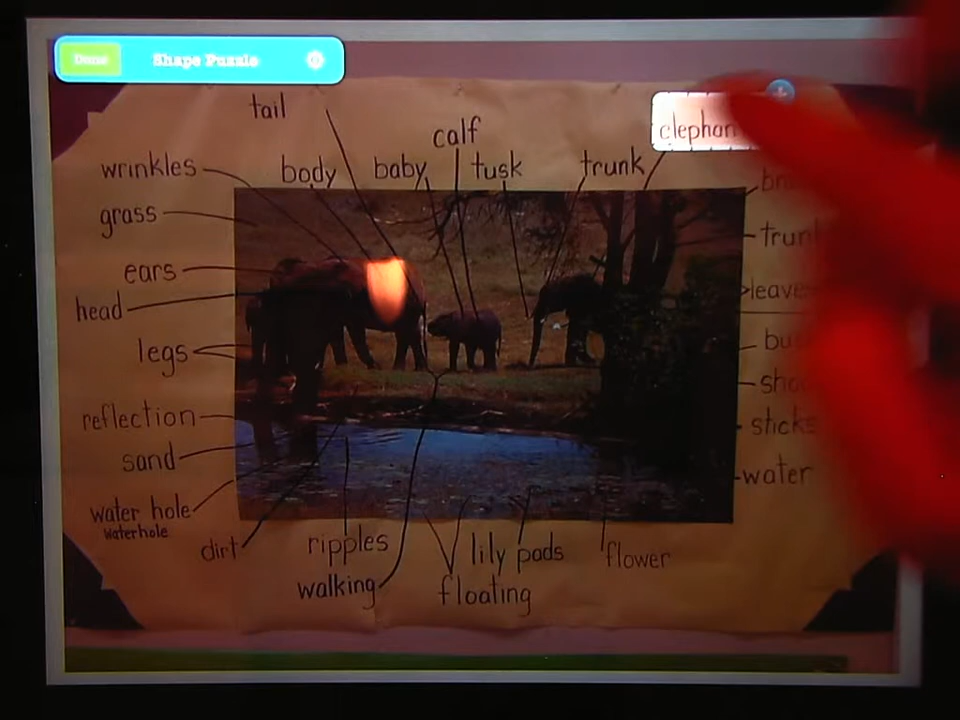 Done Shape Puzzle
tail
calf
wrinkles
body
baby
tusk
trunk
grass
ears
head
legs
reflection
sand
water hole
waterhole
dirt
ripples
walking
lily pads
floating
flower
sticks
water